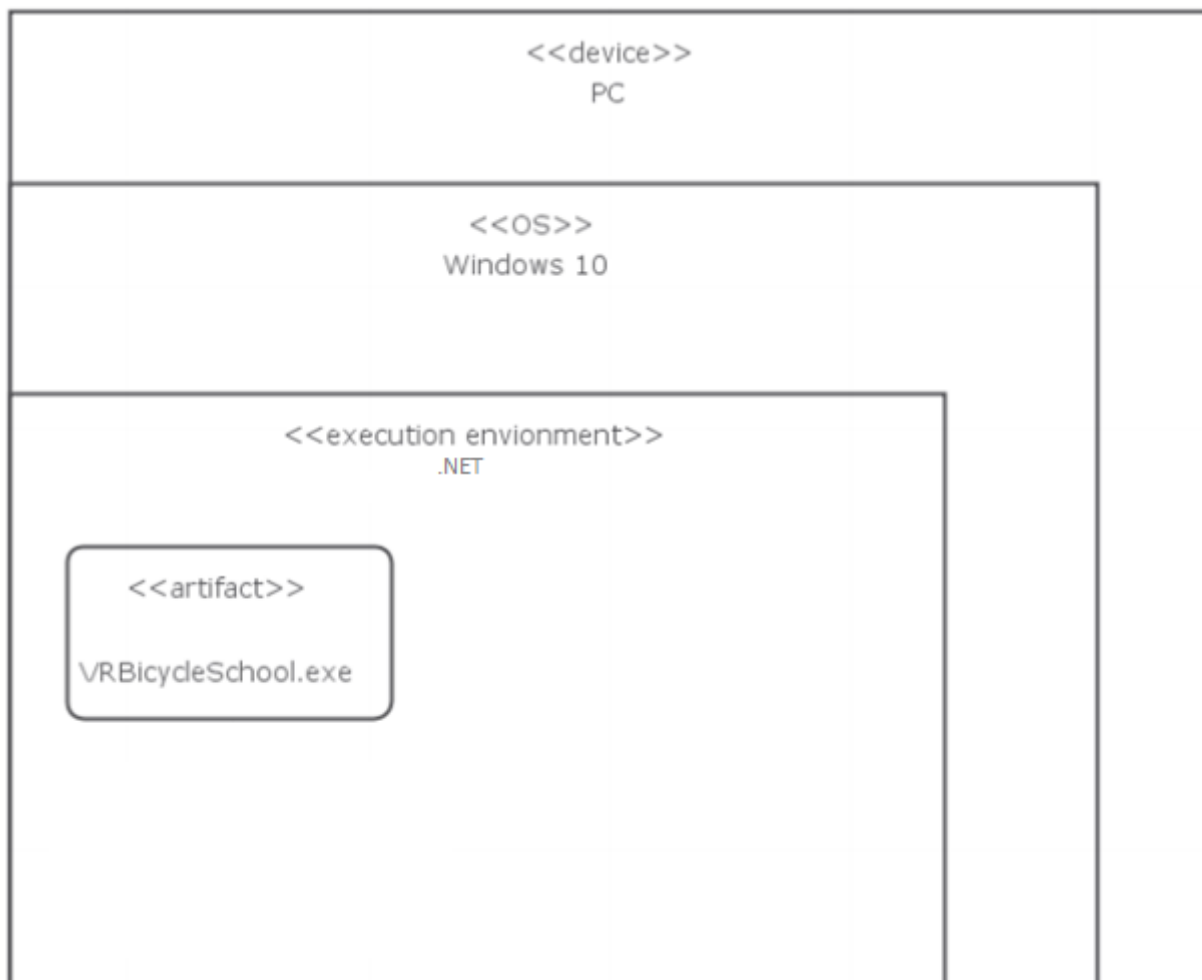 <<device>>
PC
<<OS>>
Windows 10
<<execution envionment>>
.NET
<<artifact>>
VRBicycleSchool.exe